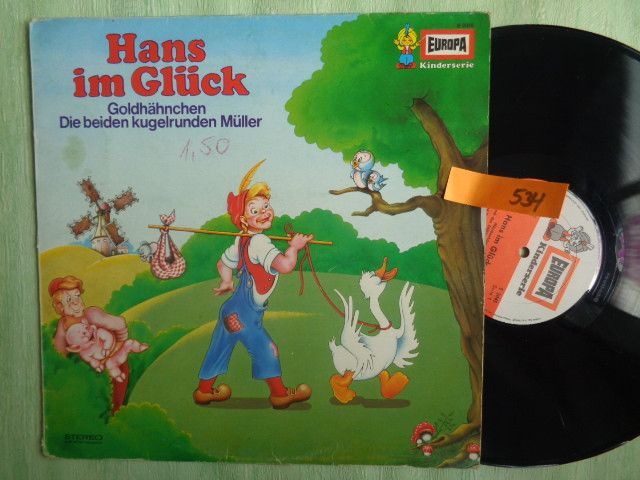 Hans
im Glück
Goldhähnchen
Die beiden kugelrunden Müller
1,50
EUROPA
Kinderserie
STEREO
534
Hans im Glück
EUROPA
Kinderserie